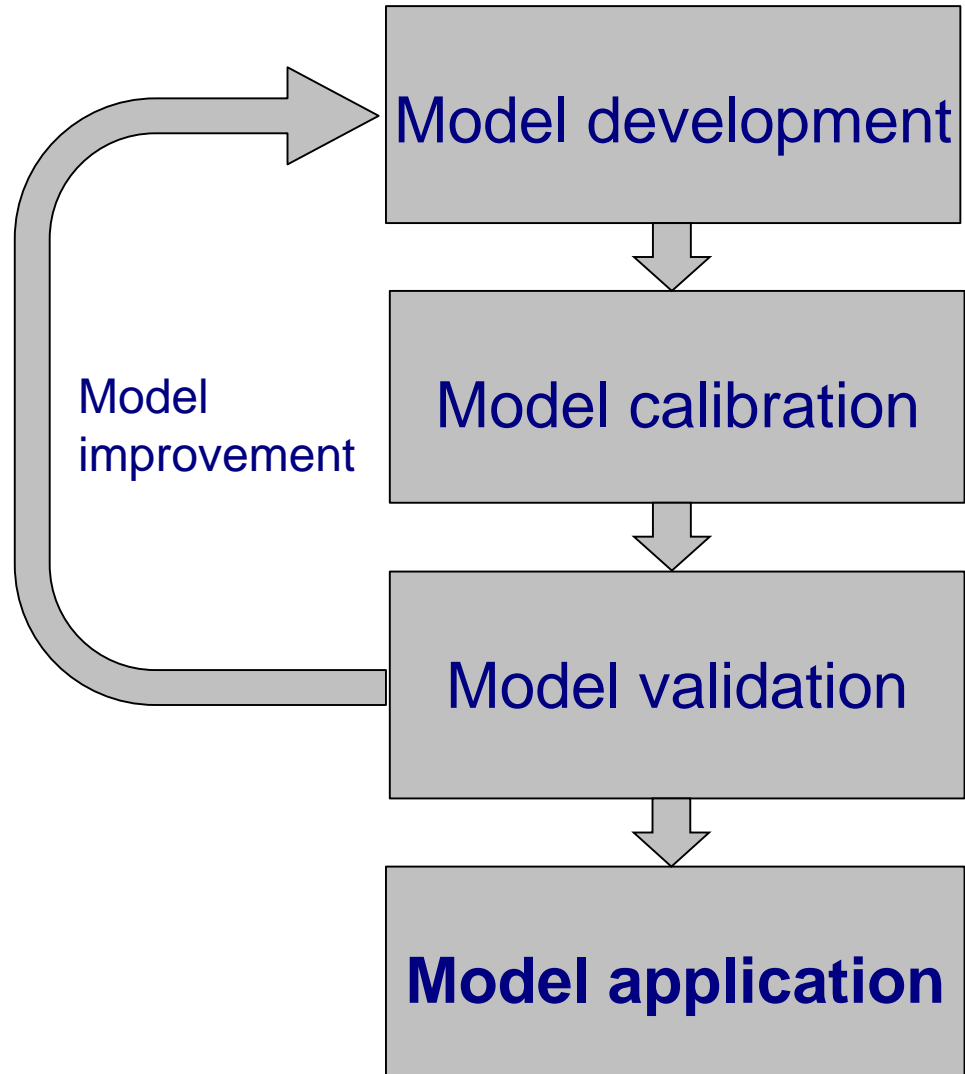 Model development
Model calibration
Model
improvement
Model validation
Model application